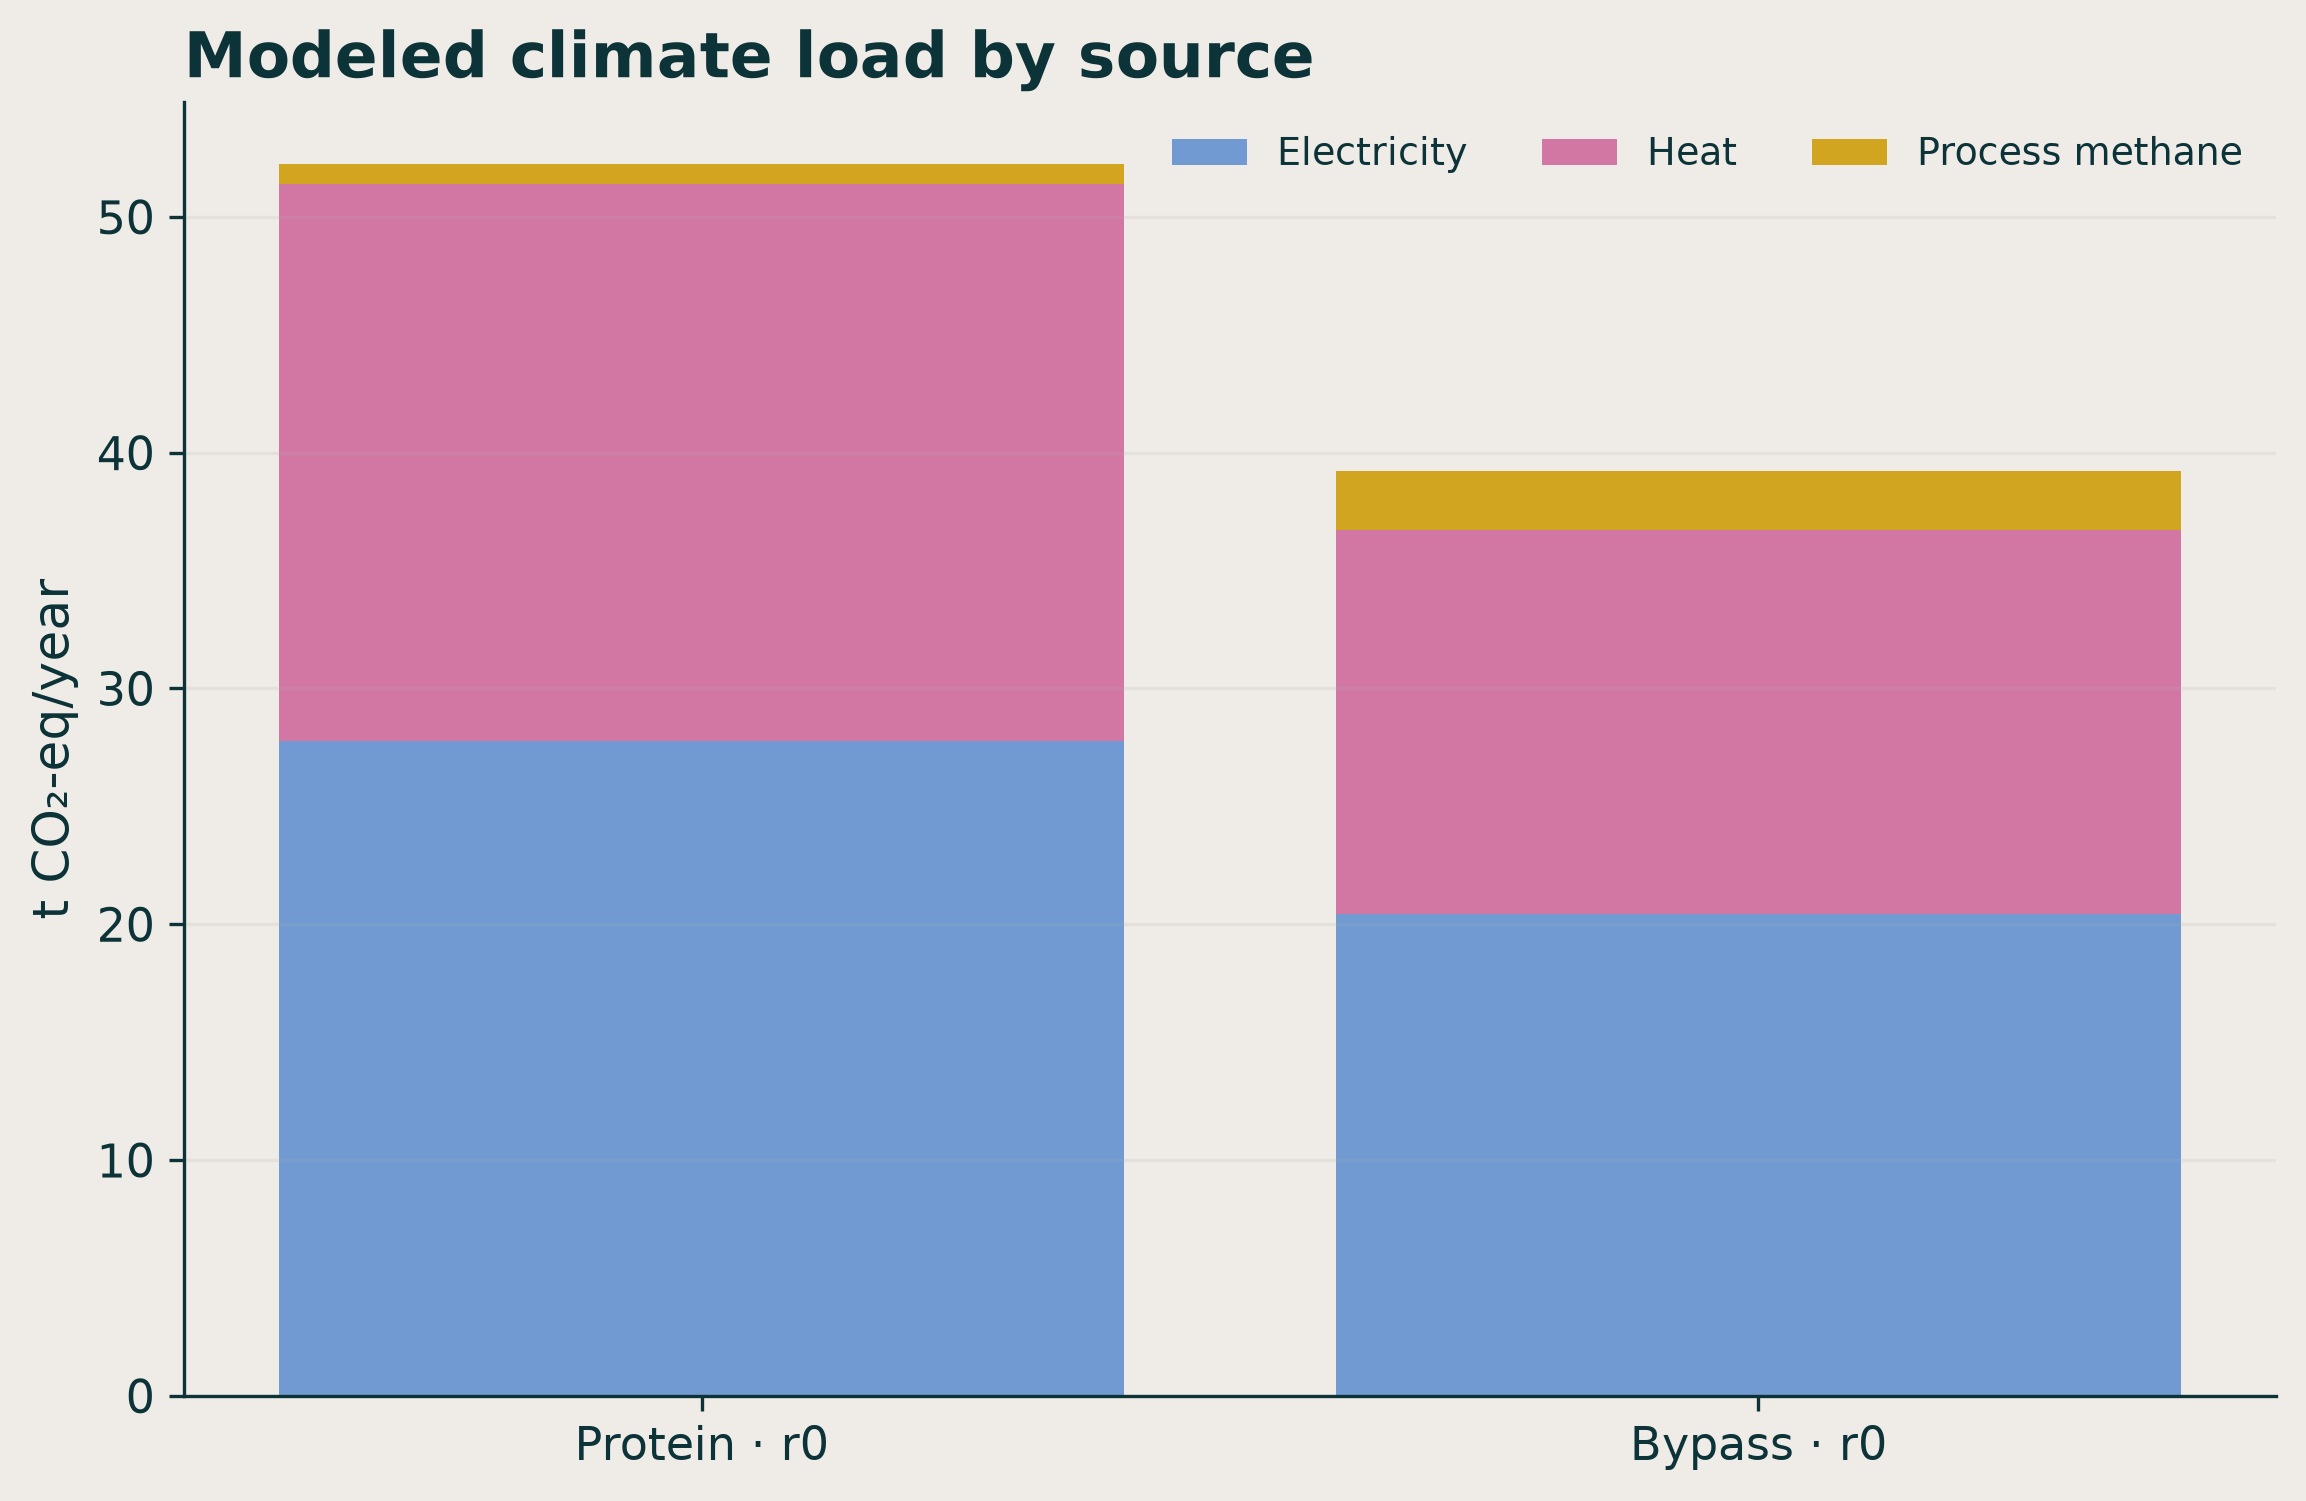 Modeled climate load by source
Electricity
Heat
Process methane
t CO₂-eq/year
50
40
30
20
10
0
Protein · r0
Bypass · r0